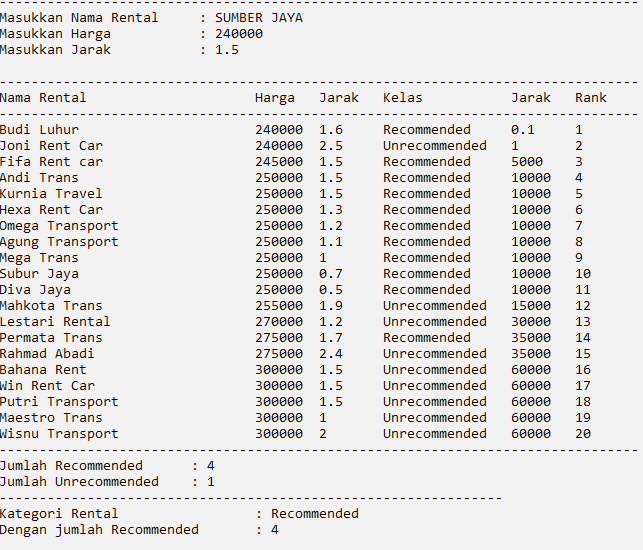 --------------------------------------------------------------------------------
Masukkan Nama Rental     : SUMBER JAYA
Masukkan Harga           : 240000
Masukkan Jarak           : 1.5
--------------------------------------------------------------------------------
Nama Rental                     Harga   Jarak   Kelas           Jarak   Rank
--------------------------------------------------------------------------------
Budi Luhur                      240000  1.6     Recommended     0.1     1
Joni Rent Car                   240000  2.5     Unrecommended   1       2
Fifa Rent car                   245000  1.5     Recommended     5000    3
Andi Trans                      250000  1.5     Recommended     10000   4
Kurnia Travel                   250000  1.5     Recommended     10000   5
Hexa Rent Car                   250000  1.3     Recommended     10000   6
Omega Transport                 250000  1.2     Recommended     10000   7
Agung Transport                 250000  1.1     Recommended     10000   8
Mega Trans                      250000  1       Recommended     10000   9
Subur Jaya                      250000  0.7     Recommended     10000   10
Diva Jaya                       250000  0.5     Recommended     10000   11
Mahkota Trans                   255000  1.9     Unrecommended   15000   12
Lestari Rental                  270000  1.2     Unrecommended   30000   13
Permata Trans                   275000  1.7     Recommended     35000   14
Rahmad Abadi                    275000  2.4     Unrecommended   35000   15
Bahana Rent                     300000  1.5     Unrecommended   60000   16
Win Rent Car                    300000  1.5     Unrecommended   60000   17
Putri Transport                 300000  1.5     Unrecommended   60000   18
Maestro Trans                   300000  1       Unrecommended   60000   19
Wisnu Transport                 300000  2       Unrecommended   60000   20
--------------------------------------------------------------------------------
Jumlah Recommended      : 4
Jumlah Unrecommended    : 1
---------------------------------------------------------------
Kategori Rental                 : Recommended
Dengan jumlah Recommended       : 4